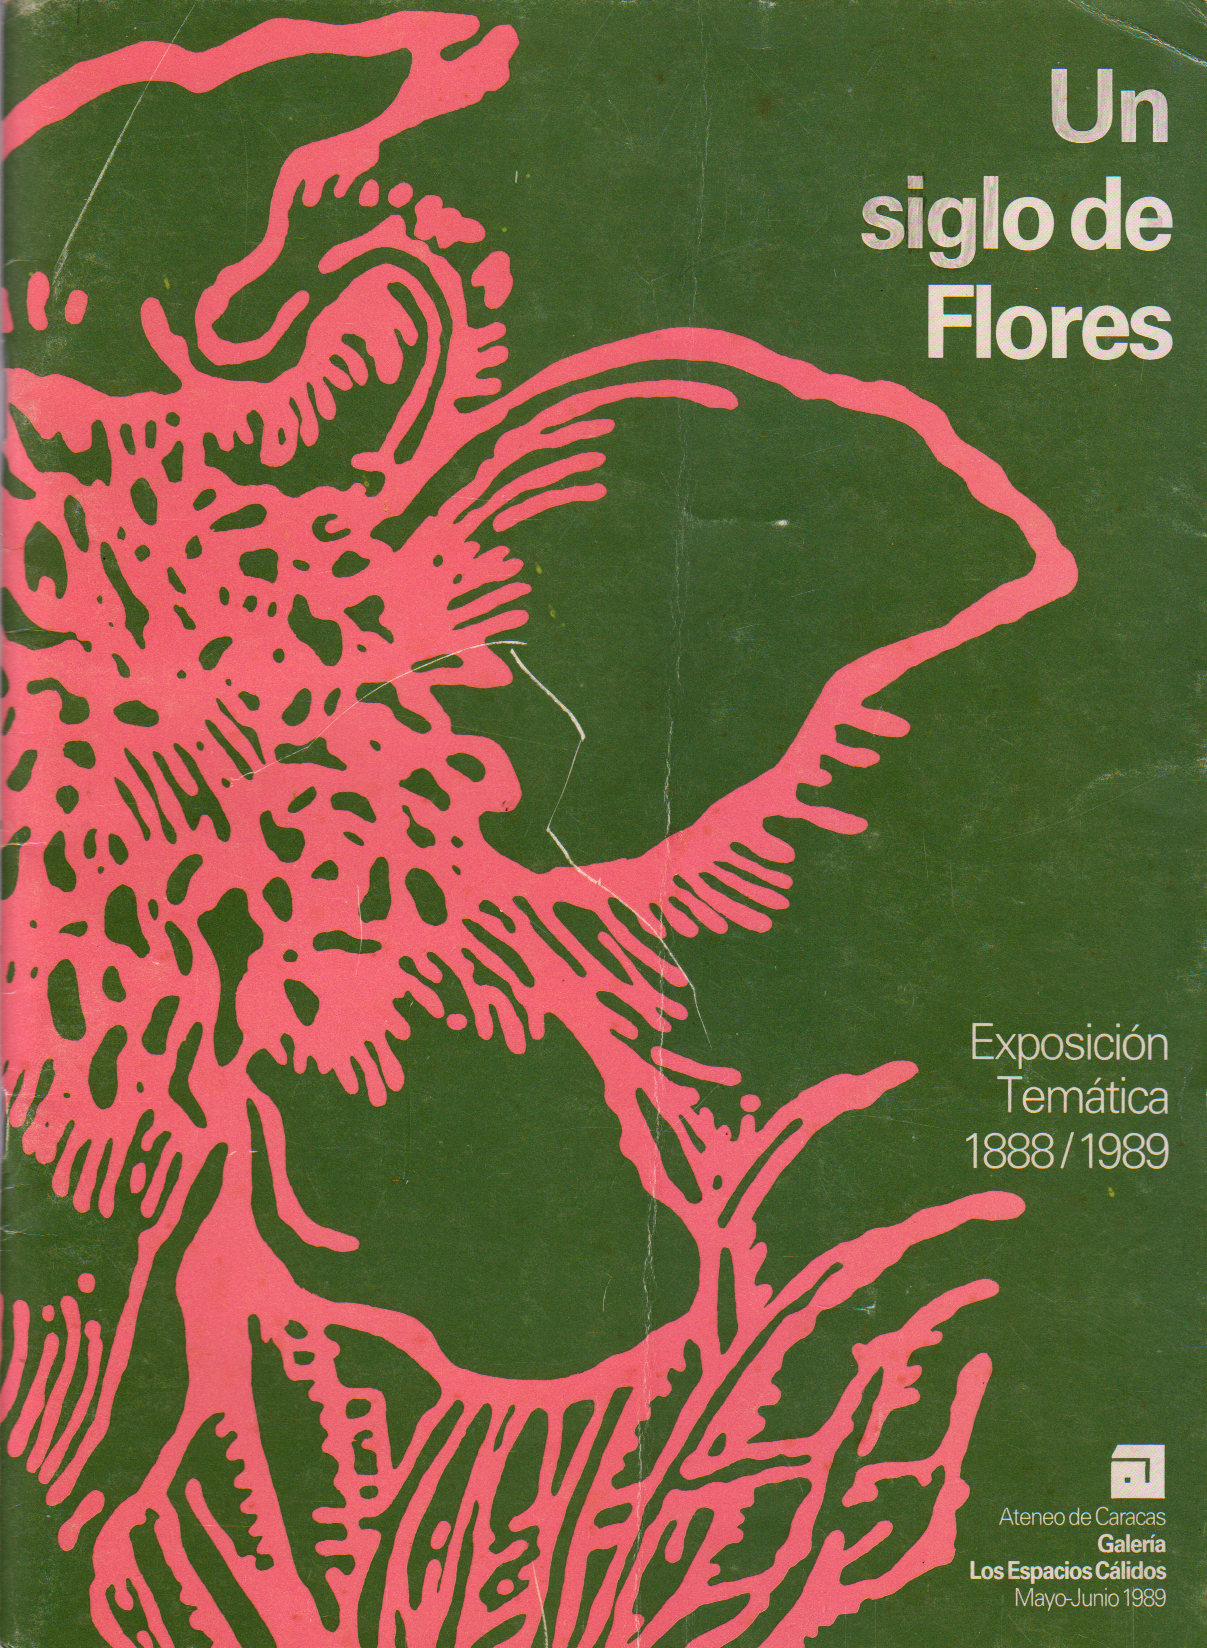 Un
siglo de
Flores
Exposición
Temática
1888 / 1989
Ateneo de Caracas
Galería
Los Espacios Cálidos
Mayo-Junio 1989